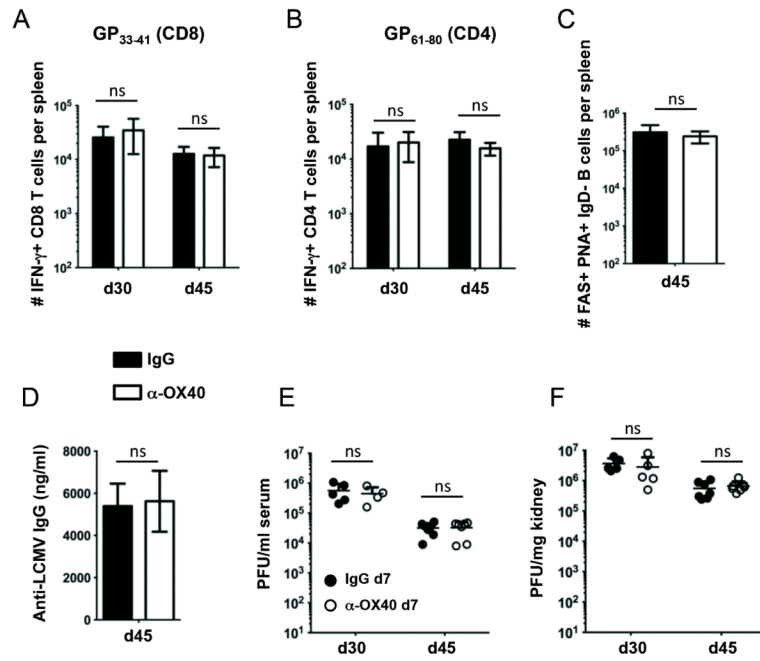 A
GP33-41 (CD8)
# IFN-γ+ CD8 T cells per spleen
10^5
10^4
10^3
10^2
ns
ns
d30
d45
B
GP61-80 (CD4)
# IFN-γ+ CD4 T cells per spleen
10^5
10^4
10^3
10^2
ns
ns
d30
d45
C
# FAS+ PNA+ IgD- B cells per spleen
10^6
10^5
10^4
10^3
10^2
ns
d45
IgG
α-OX40
D
Anti-LCMV IgG (ng/ml)
8000
6000
4000
2000
0
ns
d45
E
PFU/ml serum
10^6
10^5
10^4
10^3
10^2
10^1
ns
ns
IgG d7
α-OX40 d7
d30
d45
F
PFU/mg kidney
10^7
10^6
10^5
10^4
10^3
10^2
10^1
ns
ns
d30
d45